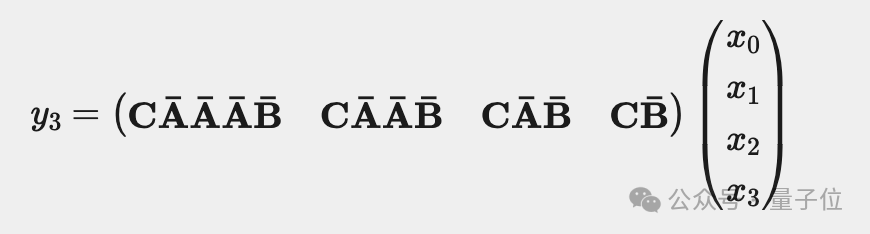 y₃ = (CĀĀĀB̄ CĀĀB̄ CĀB̄ CB̄)
x₀
x₁
x₂
x₃
公众号 · 量子位